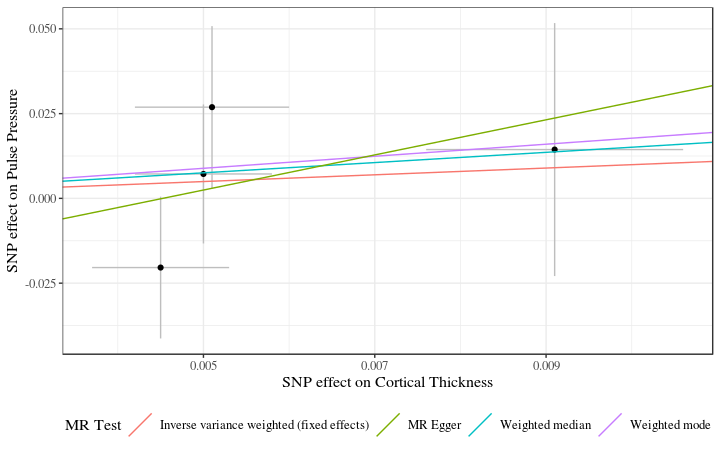 0.050
0.025
0.000
-0.025
SNP effect on Pulse Pressure
0.005 0.007 0.009
SNP effect on Cortical Thickness
MR Test Inverse variance weighted (fixed effects) MR Egger Weighted median Weighted mode